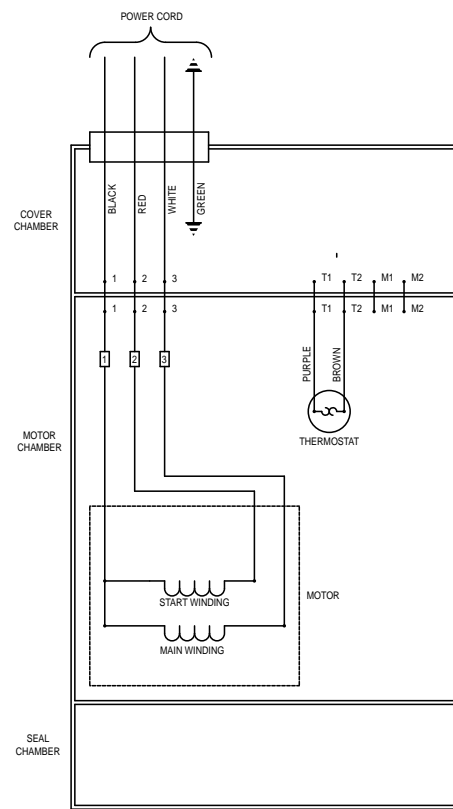 POWER CORD
BLACK
RED
WHITE
GREEN
COVER
CHAMBER
1 2 3 T1 T2 M1 M2
1 2 3 T1 T2 M1 M2
1 2 3
PURPLE
BROWN
THERMOSTAT
MOTOR
CHAMBER
START WINDING
MOTOR
MAIN WINDING
SEAL
CHAMBER